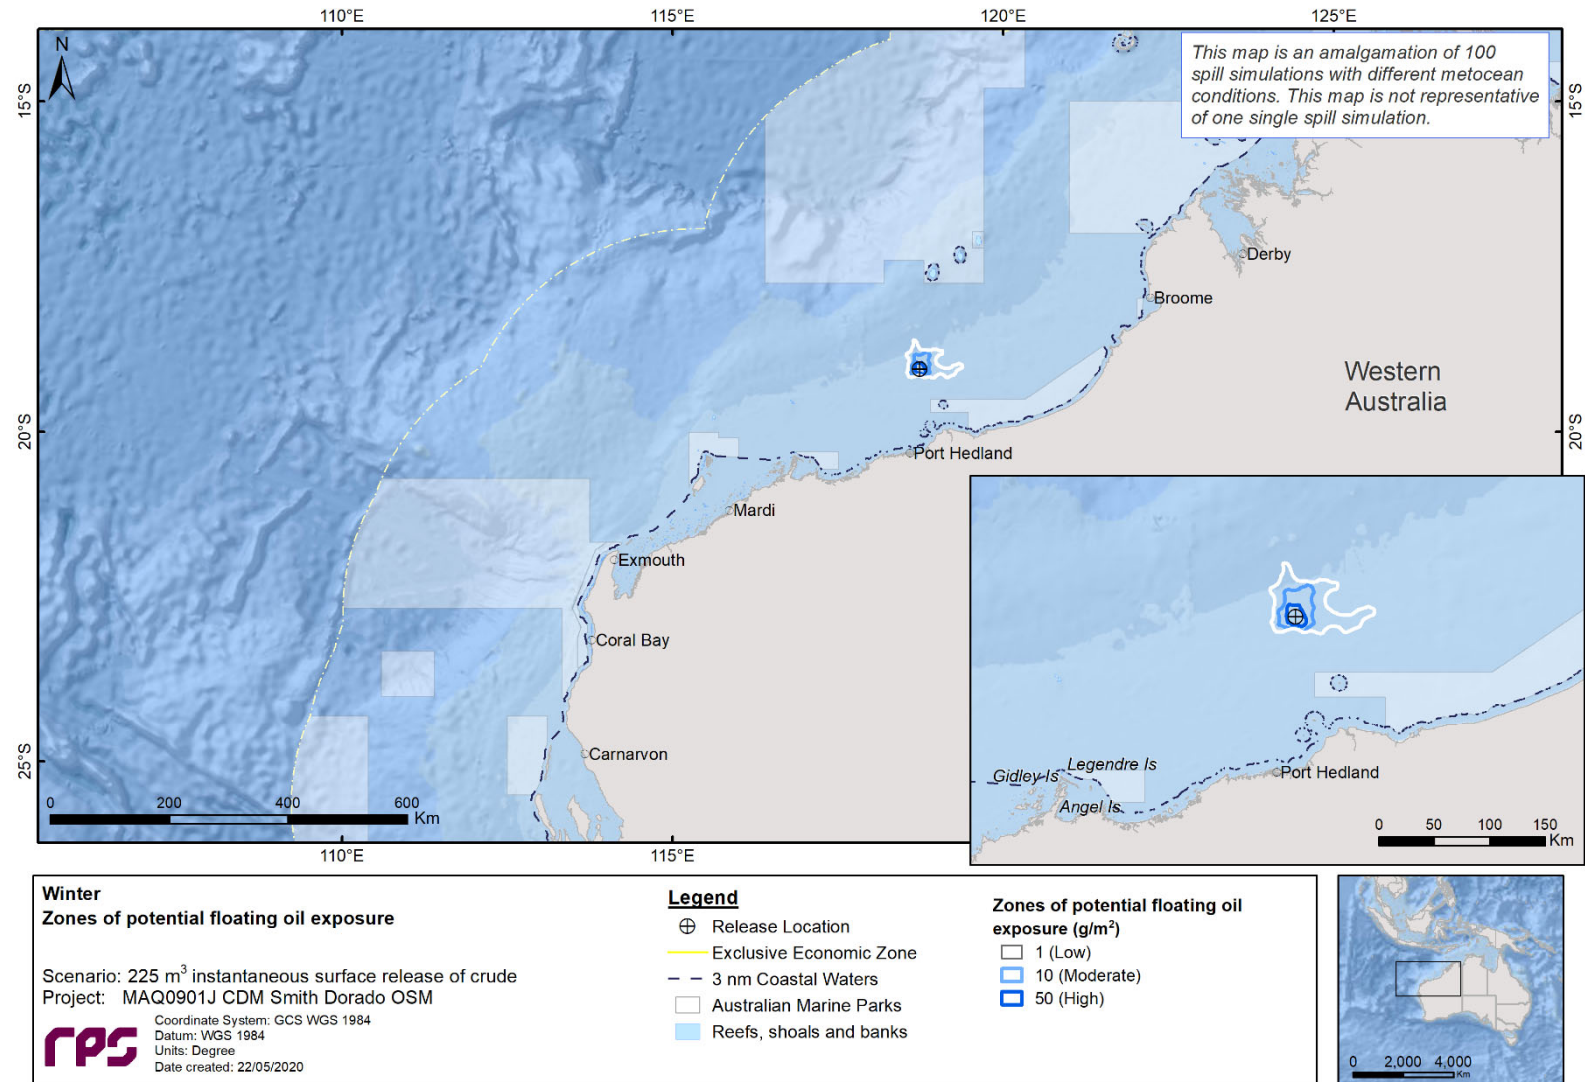 110°E
115°E
120°E
125°E
N
This map is an amalgamation of 100
spill simulations with different metocean
conditions. This map is not representative
of one single spill simulation.
15°S
15°S
Derby
Broome
Western
Australia
20°S
20°S
Port Hedland
Mardi
Exmouth
Coral Bay
Carnarvon
25°S
0 200 400 600
Km
110°E
115°E
Gidley Is
Legendre Is
Angel Is
Port Hedland
0 50 100 150
Km
Winter
Zones of potential floating oil exposure
Scenario: 225 m³ instantaneous surface release of crude
Project: MAQ0901J CDM Smith Dorado OSM
rps
Coordinate System: GCS WGS 1984
Datum: WGS 1984
Units: Degree
Date created: 22/05/2020
Legend
Release Location
Exclusive Economic Zone
3 nm Coastal Waters
Australian Marine Parks
Reefs, shoals and banks
Zones of potential floating oil
exposure (g/m²)
1 (Low)
10 (Moderate)
50 (High)
0 2,000 4,000
Km